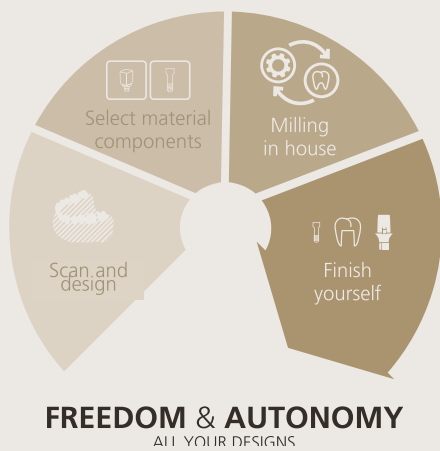 Select material
components
Milling
in house
Scan and
design
Finish
yourself
FREEDOM & AUTONOMY
ALL YOUR DESIGNS